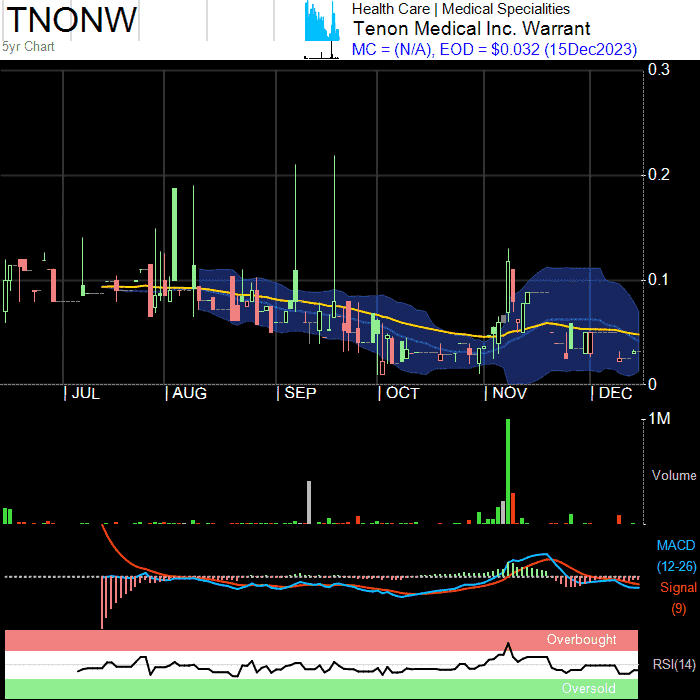 TNONW
5yr Chart
Health Care | Medical Specialities
Tenon Medical Inc. Warrant
MC = (N/A), EOD = $0.032 (15Dec2023)
0.3
0.2
0.1
0
JUL AUG SEP OCT NOV DEC
1M
Volume
MACD
(12-26)
Signal
(9)
Overbought
RSI(14)
Oversold